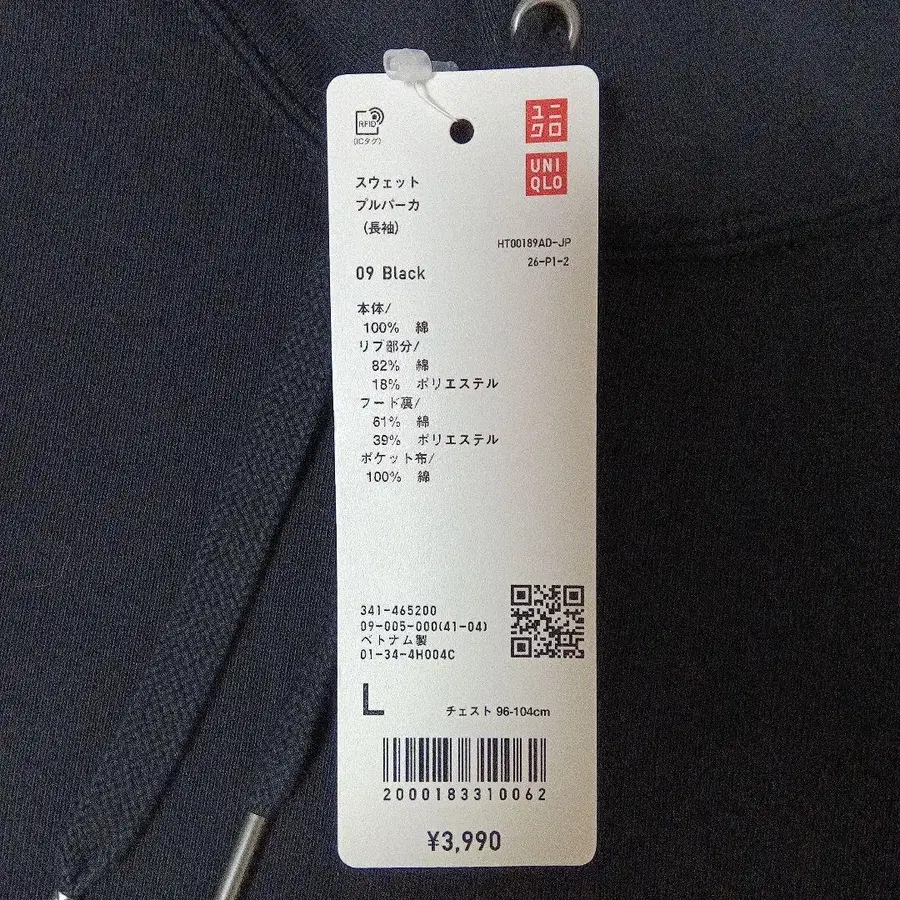 RFID
(ICタグ)
ユニ
クロ
UNI
QLO
スウェット
プルパーカ
(長袖)
HT00189AD-JP
26-P1-2
09 Black
本体/
100% 綿
リブ部分/
82% 綿
18% ポリエステル
フード裏/
61% 綿
39% ポリエステル
ポケット布/
100% 綿
341-465200
09-005-000(41-04)
ベトナム製
01-34-4H004C
L
チェスト 96-104cm
2000183310062
¥3,990